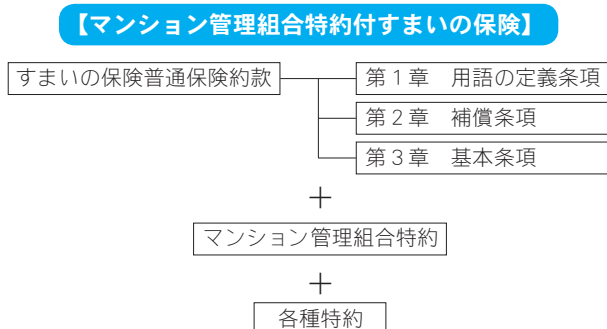 【マンション管理組合特約付すまいの保険】
すまいの保険普通保険約款
第1章 用語の定義条項
第2章 補償条項
第3章 基本条項
＋
マンション管理組合特約
＋
各種特約